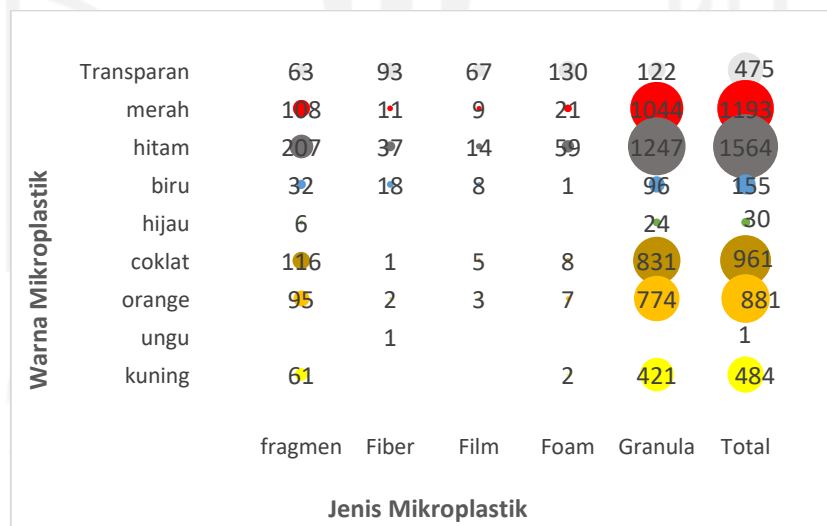 Warna Mikroplastik
Transparan 63 93 67 130 122 475
merah 108 11 9 21 1044 1193
hitam 207 37 14 59 1247 1564
biru 32 18 8 1 96 155
hijau 6 24 30
coklat 116 1 5 8 831 961
orange 95 2 3 7 774 881
ungu 1 1
kuning 61 2 421 484
fragmen Fiber Film Foam Granula Total
Jenis Mikroplastik